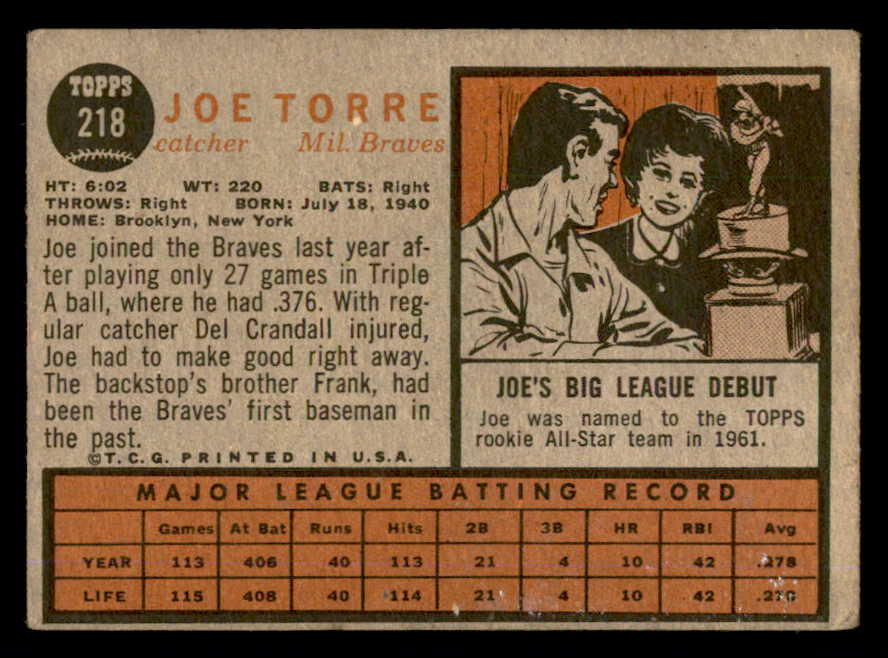 TOPPS
218
JOE TORRE
catcher Mil. Braves
HT: 6:02 WT: 220 BATS: Right
THROWS: Right BORN: July 18, 1940
HOME: Brooklyn, New York
Joe joined the Braves last year af-
ter playing only 27 games in Triple
A ball, where he had .376. With reg-
ular catcher Del Crandall injured,
Joe had to make good right away.
The backstop's brother Frank, had
been the Braves' first baseman in
the past.
©T.C.G. PRINTED IN U.S.A.
JOE'S BIG LEAGUE DEBUT
Joe was named to the TOPPS
rookie All-Star team in 1961.
MAJOR LEAGUE BATTING RECORD
Games At Bat Runs Hits 2B 3B HR RBI Avg
YEAR 113 406 40 113 21 4 10 42 .278
LIFE 115 408 40 114 21 4 10 42